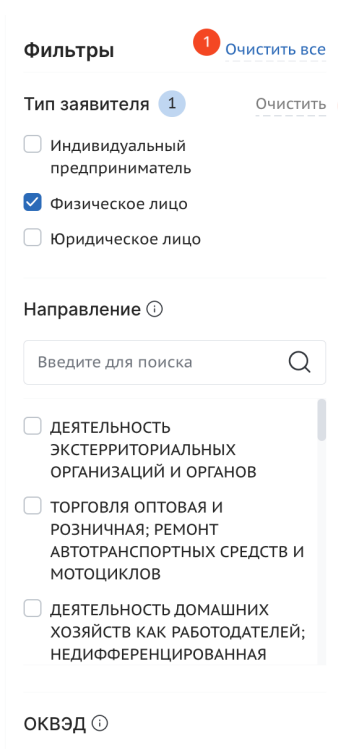 Фильтры
1
Очистить все
Тип заявителя 1
Очистить
Индивидуальный
предприниматель
Физическое лицо
Юридическое лицо
Направление
Введите для поиска
ДЕЯТЕЛЬНОСТЬ
ЭКСТЕРРИТОРИАЛЬНЫХ
ОРГАНИЗАЦИЙ И ОРГАНОВ
ТОРГОВЛЯ ОПТОВАЯ И
РОЗНИЧНАЯ; РЕМОНТ
АВТОТРАНСПОРТНЫХ СРЕДСТВ И
МОТОЦИКЛОВ
ДЕЯТЕЛЬНОСТЬ ДОМАШНИХ
ХОЗЯЙСТВ КАК РАБОТОДАТЕЛЕЙ;
НЕДИФФЕРЕНЦИРОВАННАЯ
ОКВЭД